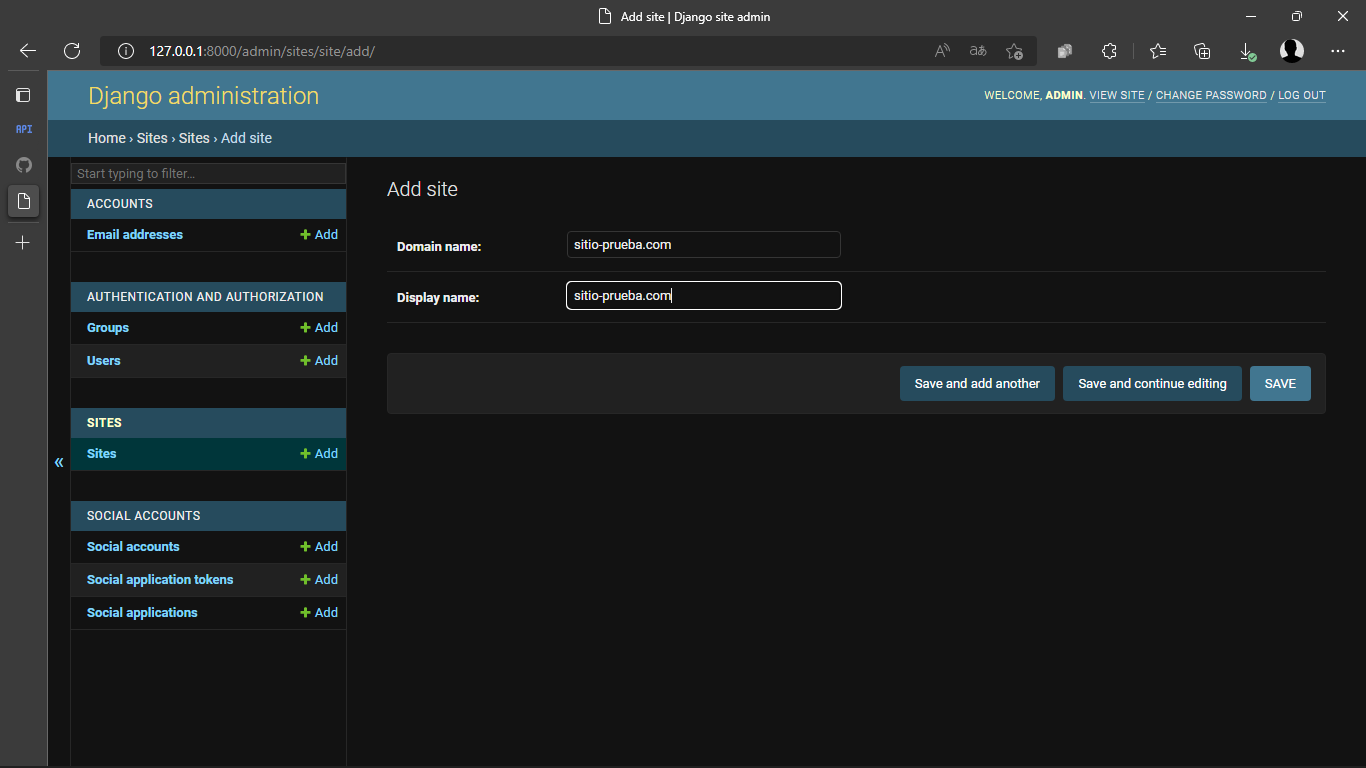 Add site | Django site admin
127.0.0.1:8000/admin/sites/site/add/
Django administration
WELCOME, ADMIN. VIEW SITE / CHANGE PASSWORD / LOG OUT
Home › Sites › Sites › Add site
API
Start typing to filter...
ACCOUNTS
Email addresses + Add
AUTHENTICATION AND AUTHORIZATION
Groups + Add
Users + Add
SITES
Sites + Add
«
SOCIAL ACCOUNTS
Social accounts + Add
Social application tokens + Add
Social applications + Add
Add site
Domain name: sitio-prueba.com
Display name: sitio-prueba.com
Save and add another Save and continue editing SAVE